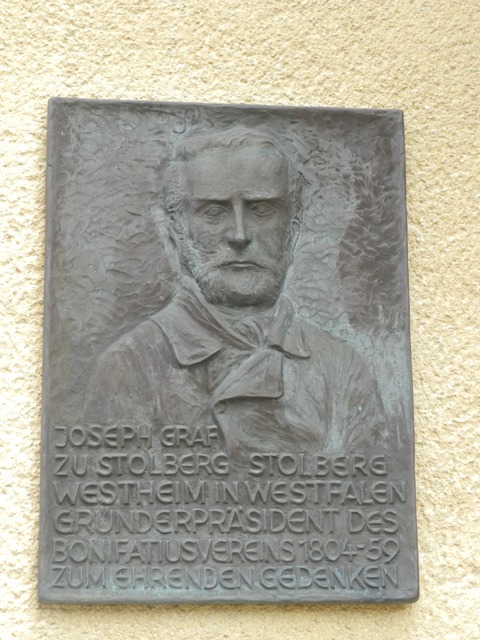 JOSEPH GRAF
ZU STOLBERG STOLBERG
WESTHEIM IN WESTFALEN
GRÜNDERPRÄSIDENT DES
BONIFATIUSVEREINS 1804-59
ZUM EHRENDEN GEDENKEN